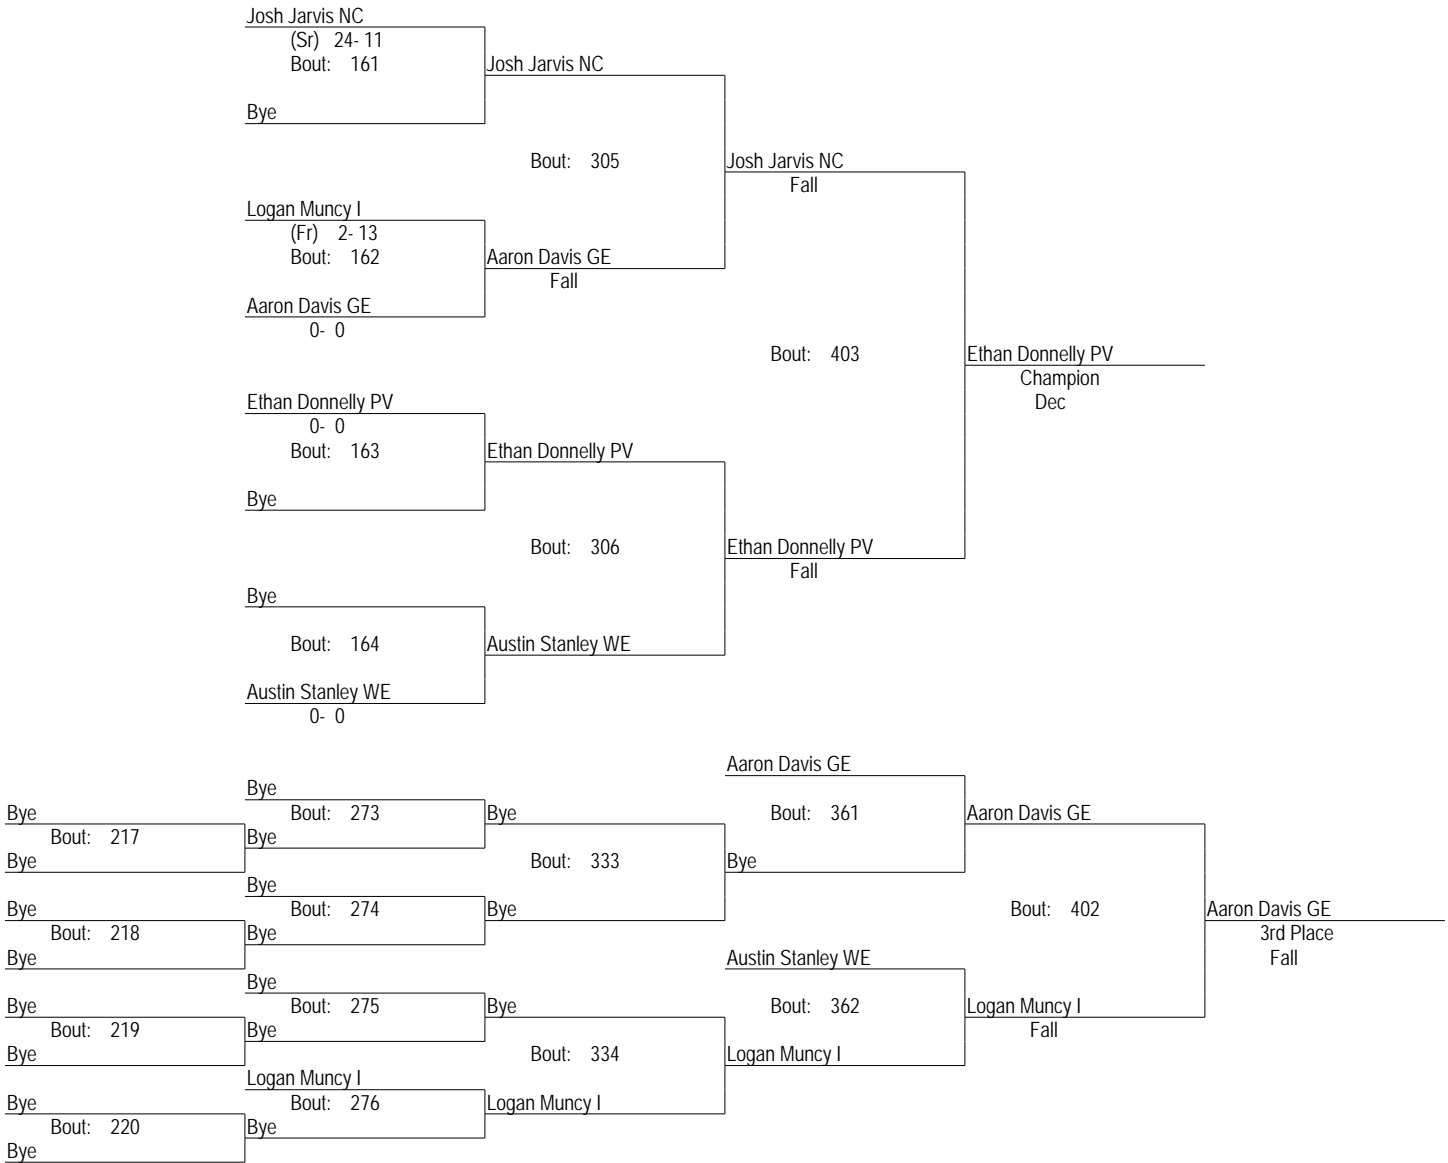 Josh Jarvis NC
(Sr) 24- 11
Bout: 161
Josh Jarvis NC
Bye
Bout: 305
Josh Jarvis NC
Fall
Logan Muncy I
(Fr) 2- 13
Bout: 162
Aaron Davis GE
Fall
Aaron Davis GE
0- 0
Bout: 403
Ethan Donnelly PV
Champion
Dec
Ethan Donnelly PV
0- 0
Bout: 163
Ethan Donnelly PV
Bye
Bout: 306
Ethan Donnelly PV
Fall
Bye
Bout: 164
Austin Stanley WE
Austin Stanley WE
0- 0
Bye
Bout: 217
Bye
Bye
Bout: 218
Bye
Bye
Bout: 219
Bye
Bye
Bout: 220
Bye
Bye
Bout: 273
Bye
Bye
Bout: 274
Bye
Bye
Bout: 275
Bye
Logan Muncy I
Bout: 276
Bye
Bye
Bout: 333
Bye
Bye
Bout: 334
Logan Muncy I
Aaron Davis GE
Bout: 361
Bye
Austin Stanley WE
Bout: 362
Logan Muncy I
Aaron Davis GE
Bout: 402
Logan Muncy I
Fall
Aaron Davis GE
3rd Place
Fall